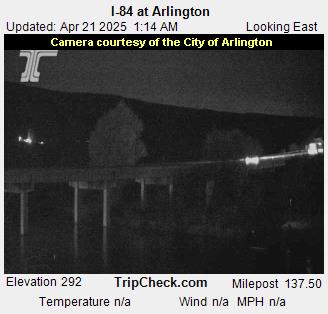 I-84 at Arlington
Updated: Apr 21 2025 1:14 AM Looking East
Camera courtesy of the City of Arlington
Elevation 292 TripCheck.com Milepost 137.50
Temperature n/a Wind n/a MPH n/a